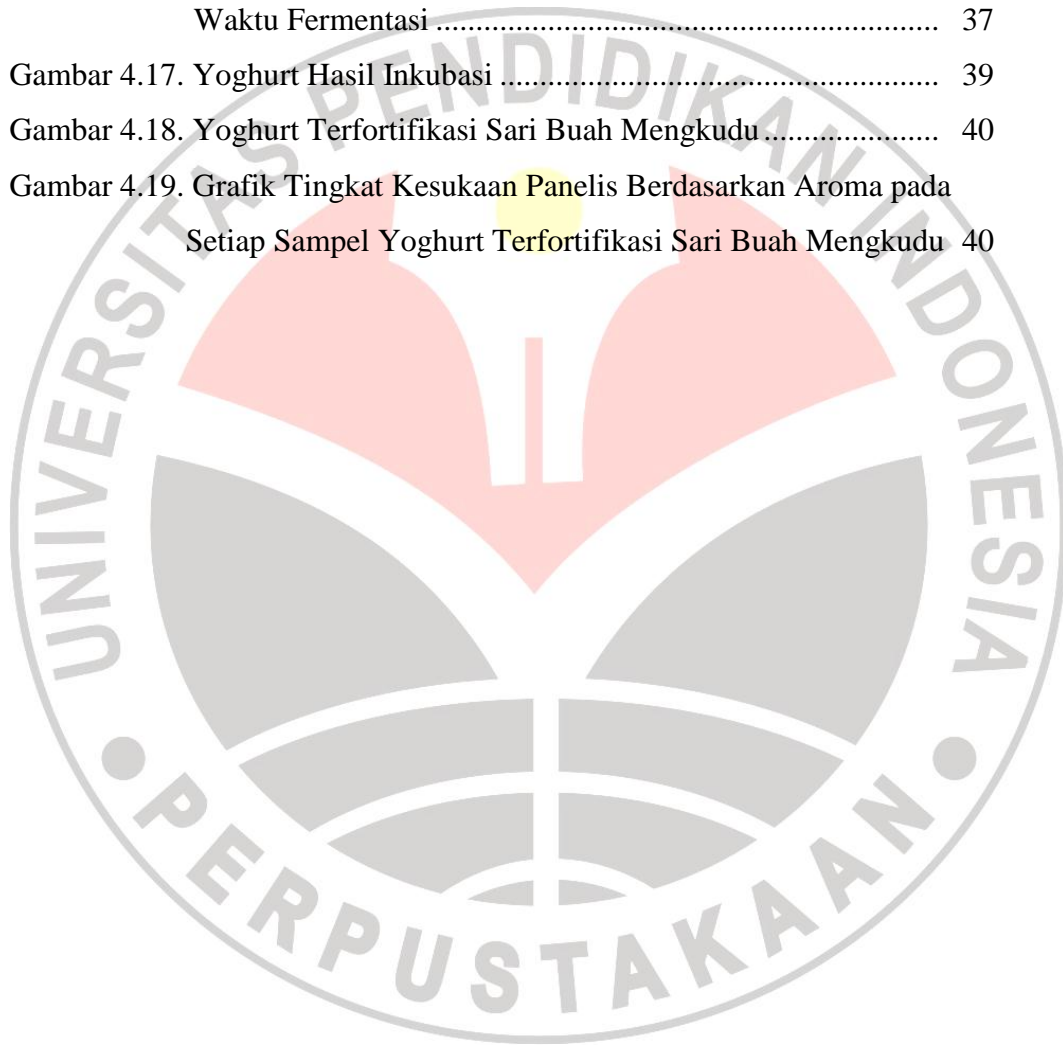 Waktu Fermentasi ................................................................ 37
Gambar 4.17. Yoghurt Hasil Inkubasi ........................................................ 39
Gambar 4.18. Yoghurt Terfortifikasi Sari Buah Mengkudu ...................... 40
Gambar 4.19. Grafik Tingkat Kesukaan Panelis Berdasarkan Aroma pada
Setiap Sampel Yoghurt Terfortifikasi Sari Buah Mengkudu 40
UNIVERSITAS PENDIDIKAN INDONESIA
PERPUSTAKAAN